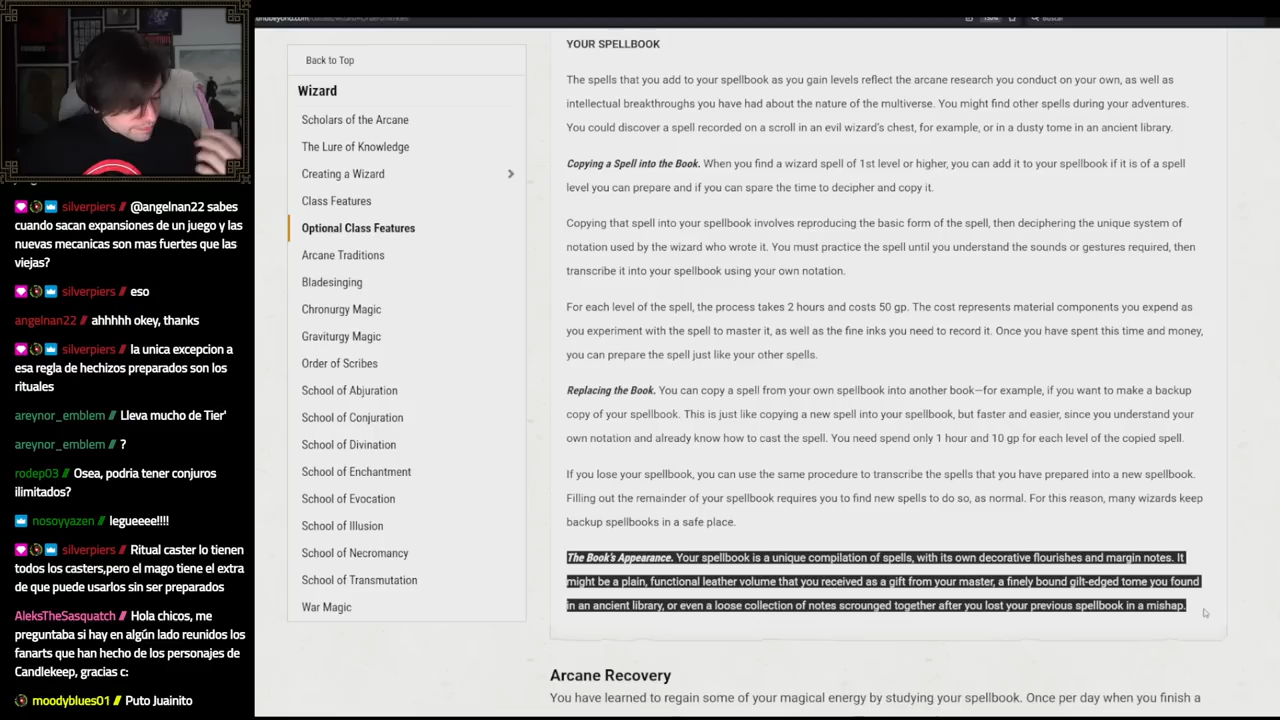 silverpiers // @angelnan22 sabes
cuando sacan expansiones de
un juego y las
nuevas mecanicas son mas fuertes que las
viejas?
silverpiers // eso
angelnan22 // ahhhhh okey, thanks
silverpiers // la unica excepcion a
esa regla de hechizos preparados son los
rituales
areynor_emblem // Lleva mucho de Tier'
areynor_emblem // ?
rodep03 // Osea, podria tener conjuros
ilimitados?
nosoyyazen // legueeee!!!!
silverpiers // Ritual caster lo tienen
todos los casters,pero el mago tiene el extra
de que puede usarlos sin ser preparados
AleksTheSasquatch // Hola chicos, me
preguntaba si hay en algún lado reunidos los
fanarts que han hecho de los personajes de
Candlekeep, gracias c:
moodyblues01 // Puto Juainito
Back to Top
Wizard
Scholars of the Arcane
The Lure of Knowledge
Creating a Wizard
Class Features
Optional Class Features
Arcane Traditions
Bladesinging
Chronurgy Magic
Graviturgy Magic
Order of Scribes
School of Abjuration
School of Conjuration
School of Divination
School of Enchantment
School of Evocation
School of Illusion
School of Necromancy
School of Transmutation
War Magic
YOUR SPELLBOOK
The spells that you add to your spellbook as you gain levels reflect the arcane research you conduct on your own, as well as
intellectual breakthroughs you have had about the nature of the multiverse. You might find other spells during your adventures.
You could discover a spell recorded on a scroll in an evil wizard's chest, for example, or in a dusty tome in an ancient library.
Copying a Spell into the Book. When you find a wizard spell of 1st level or higher, you can add it to your spellbook if it is of a spell
level you can prepare and if you can spare the time to decipher and copy it.
Copying that spell into your spellbook involves reproducing the basic form of the spell, then deciphering the unique system of
notation used by the wizard who wrote it. You must practice the spell until you understand the sounds or gestures required, then
transcribe it into your spellbook using your own notation.
For each level of the spell, the process takes 2 hours and costs 50 gp. The cost represents material components you expend as
you experiment with the spell to master it, as well as the fine inks you need to record it. Once you have spent this time and money,
you can prepare the spell just like your other spells.
Replacing the Book. You can copy a spell from your own spellbook into another book—for example, if you want to make a backup
copy of your spellbook. This is just like copying a new spell into your spellbook, but faster and easier, since you understand your
own notation and already know how to cast the spell. You need spend only 1 hour and 10 gp for each level of the copied spell.
If you lose your spellbook, you can use the same procedure to transcribe the spells that you have prepared into a new spellbook.
Filling out the remainder of your spellbook requires you to find new spells to do so, as normal. For this reason, many wizards keep
backup spellbooks in a safe place.
The Book's Appearance. Your spellbook is a unique compilation of spells, with its own decorative flourishes and margin notes. It
might be a plain, functional leather volume that you received as a gift from your master, a finely bound gilt-edged tome you found
in an ancient library, or even a loose collection of notes scrounged together after you lost your previous spellbook in a mishap.
Arcane Recovery
You have learned to regain some of your magical energy by studying your spellbook. Once per day when you finish a